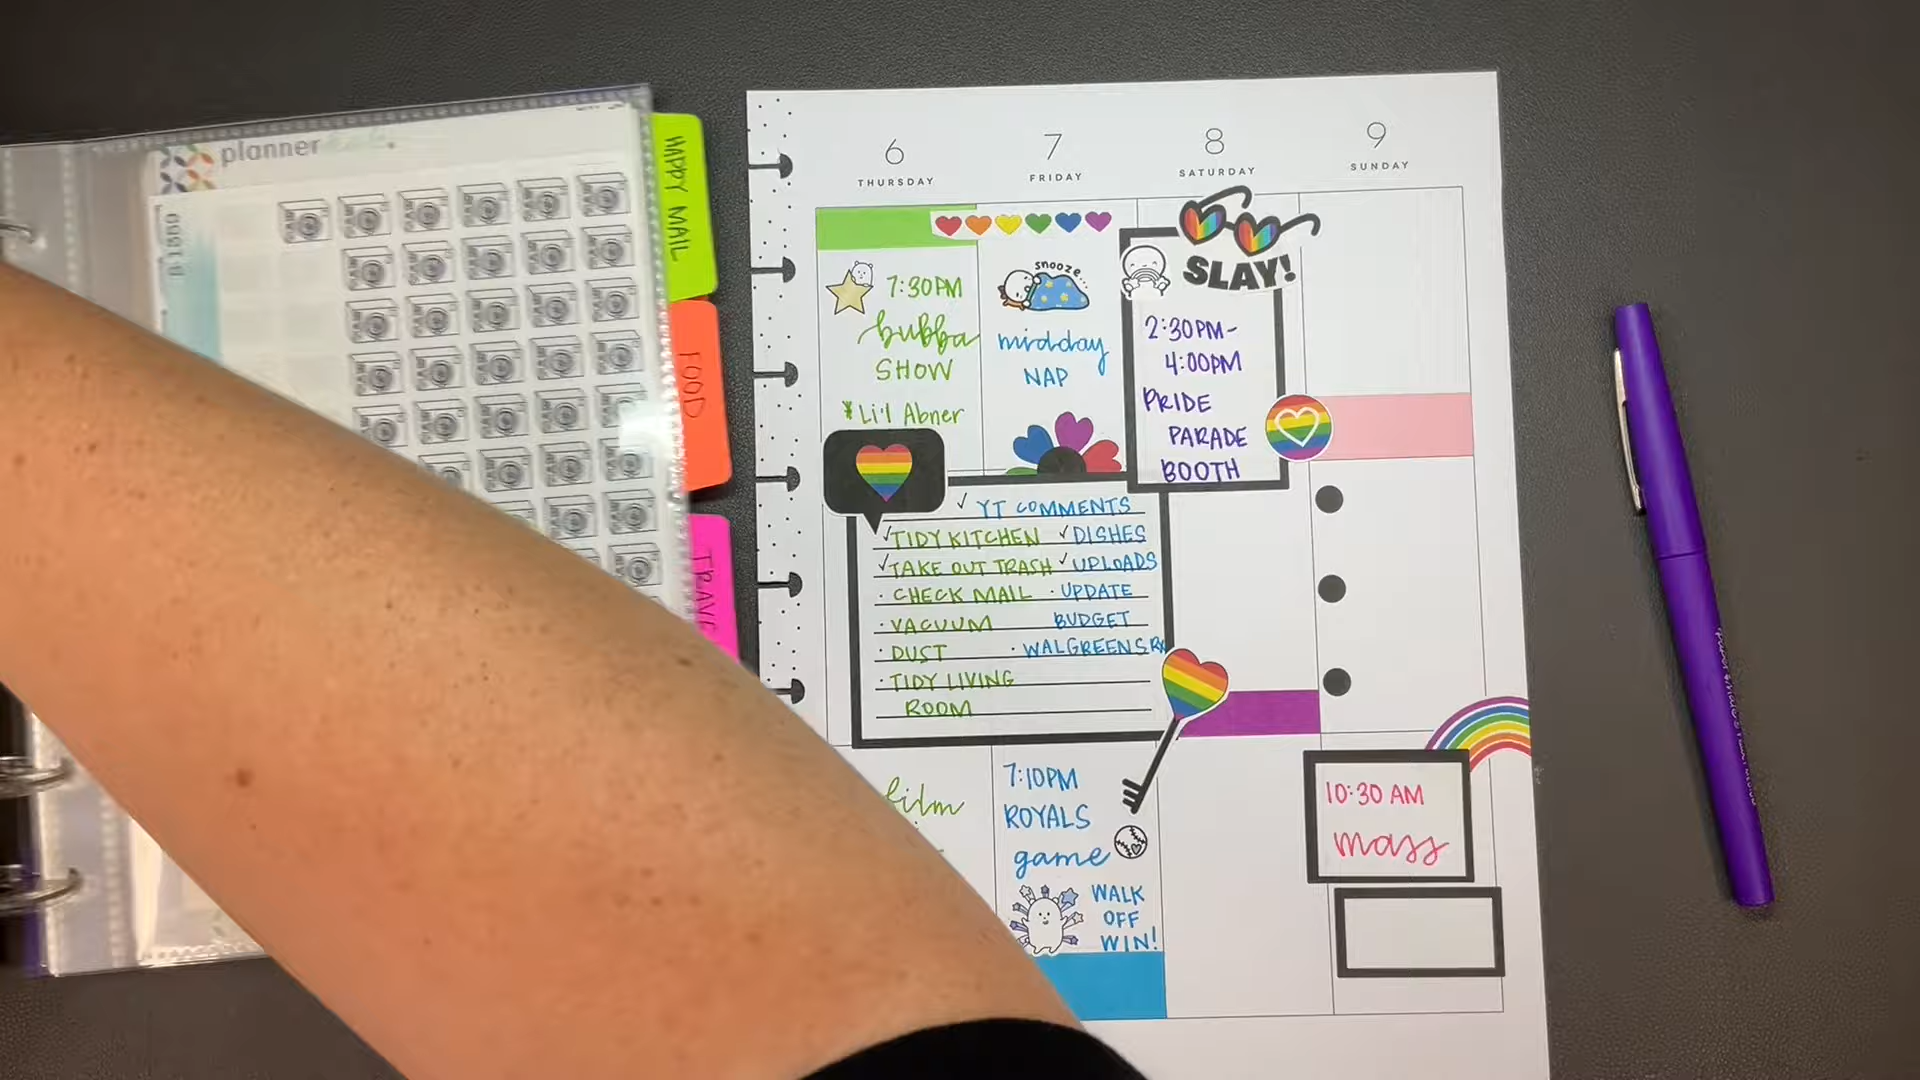 planner
B1589
HAPPY MAIL
FOOD
6
THURSDAY
7:30PM
bubba
SHOW
*Li'l Abner
7
FRIDAY
snooze...
midday
NAP
8
SATURDAY
SLAY!
2:30PM-
4:00PM
PRIDE
PARADE
BOOTH
9
SUNDAY
✓ YT COMMENTS
✓TIDY KITCHEN ✓DISHES
✓TAKE OUT TRASH ✓UPLOADS
· CHECK MAIL · UPDATE
· VACUUM BUDGET
· DUST · WALGREENS RX
· TIDY LIVING
ROOM
film
7:10PM
ROYALS
game
WALK
OFF
WIN!
10:30 AM
mass